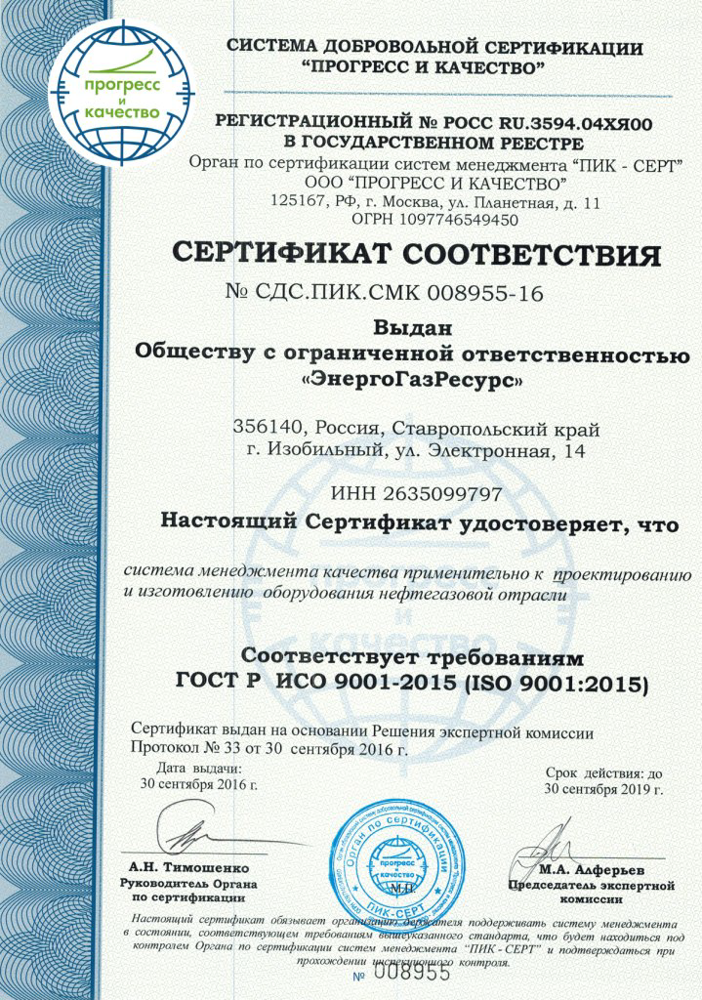 прогресс
и
качество
СИСТЕМА ДОБРОВОЛЬНОЙ СЕРТИФИКАЦИИ
“ПРОГРЕСС И КАЧЕСТВО”
РЕГИСТРАЦИОННЫЙ № РОСС RU.3594.04ХЯ00
В ГОСУДАРСТВЕННОМ РЕЕСТРЕ
Орган по сертификации систем менеджмента “ПИК - СЕРТ”
ООО “ПРОГРЕСС И КАЧЕСТВО”
125167, РФ, г. Москва, ул. Планетная, д. 11
ОГРН 1097746549450
СЕРТИФИКАТ СООТВЕТСТВИЯ
№ СДС.ПИК.СМК 008955-16
Выдан
Обществу с ограниченной ответственностью
«ЭнергоГазРесурс»
356140, Россия, Ставропольский край
г. Изобильный, ул. Электронная, 14
ИНН 2635099797
Настоящий Сертификат удостоверяет, что
система менеджмента качества применительно к проектированию
и изготовлению оборудования нефтегазовой отрасли
прогресс
и
качество
Соответствует требованиям
ГОСТ Р ИСО 9001-2015 (ISO 9001:2015)
Сертификат выдан на основании Решения экспертной комиссии
Протокол № 33 от 30 сентября 2016 г.
Дата выдачи:
30 сентября 2016 г.
Срок действия: до
30 сентября 2019 г.
Орган по сертификации
прогресс
и
качество
М.П.
ПИК-СЕРТ
А.Н. Тимошенко
Руководитель Органа
по сертификации
М.А. Алферьев
Председатель экспертной
комиссии
Настоящий сертификат обязывает организацию держателя поддерживать систему менеджмента
в состоянии, соответствующем требованиям вышеуказанного стандарта, что будет находиться под
контролем Органа по сертификации систем менеджмента “ПИК - СЕРТ” и подтверждаться при
прохождении инспекционного контроля.
№ 008955